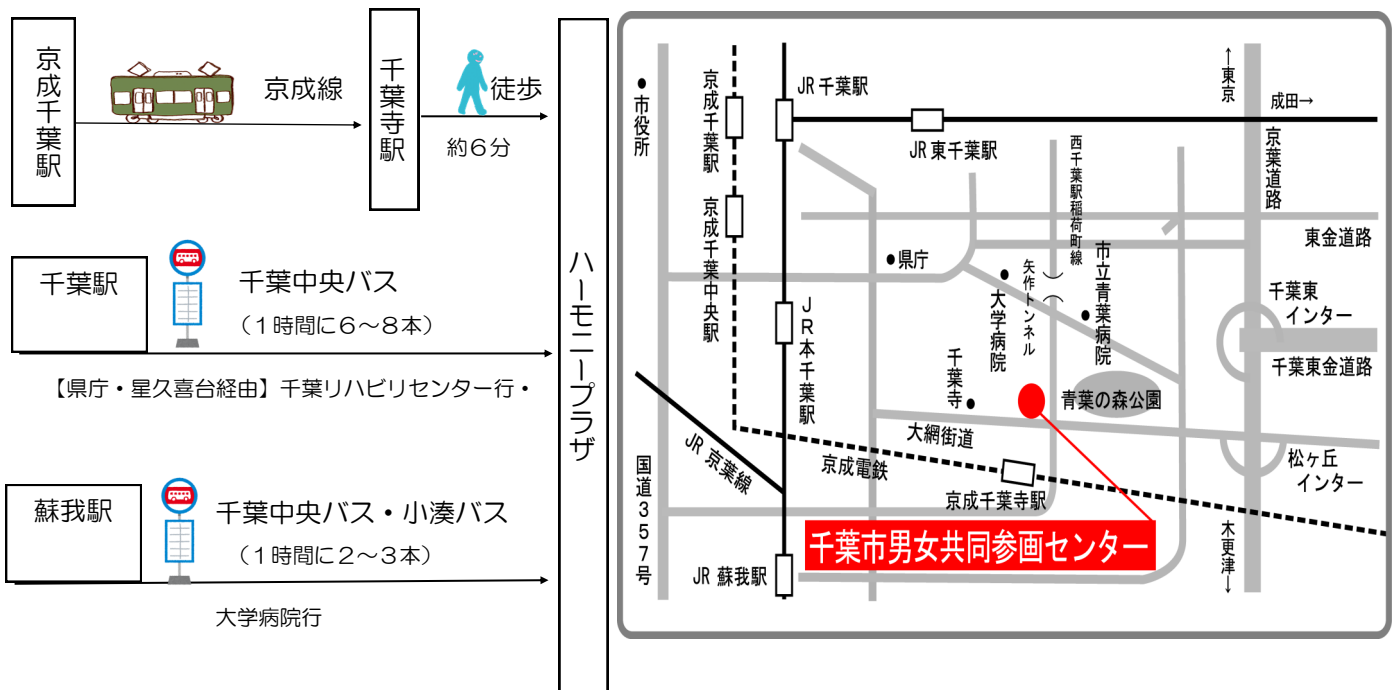 京成千葉駅
京成線
千葉寺駅
徒歩
約6分
千葉駅
千葉中央バス
（1時間に6～8本）
【県庁・星久喜台経由】千葉リハビリセンター行・
蘇我駅
千葉中央バス・小湊バス
（1時間に2～3本）
大学病院行
ハーモニープラザ
●市役所
京成千葉駅
JR千葉駅
JR東千葉駅
西千葉駅稲荷町線
↑東京
成田→
京葉道路
東金道路
京成千葉中央駅
●県庁
大学病院
矢作トンネル
市立青葉病院
千葉東
インター
千葉東金道路
JR本千葉駅
千葉寺
青葉の森公園
大網街道
JR 京葉線
京成電鉄
京成千葉寺駅
松ヶ丘
インター
国道357号
千葉市男女共同参画センター
JR 蘇我駅
木更津↓